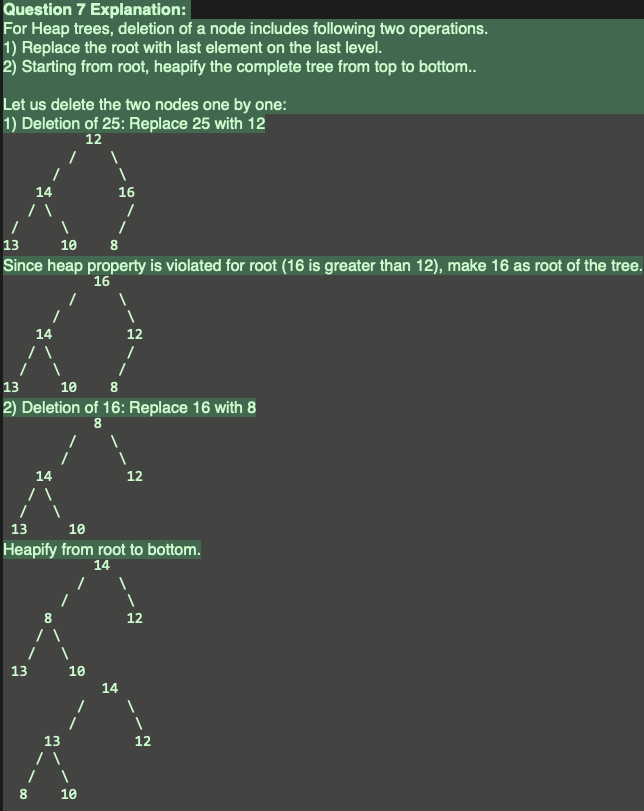 Question 7 Explanation:
For Heap trees, deletion of a node includes following two operations.
1) Replace the root with last element on the last level.
2) Starting from root, heapify the complete tree from top to bottom..
Let us delete the two nodes one by one:
1) Deletion of 25: Replace 25 with 12
12
/ \
/ \
14 16
/ \ /
/ \ /
13 10 8
Since heap property is violated for root (16 is greater than 12), make 16 as root of the tree.
16
/ \
/ \
14 12
/ \ /
/ \ /
13 10 8
2) Deletion of 16: Replace 16 with 8
8
/ \
/ \
14 12
/ \
/ \
13 10
Heapify from root to bottom.
14
/ \
/ \
8 12
/ \
/ \
13 10
14
/ \
/ \
13 12
/ \
/ \
8 10